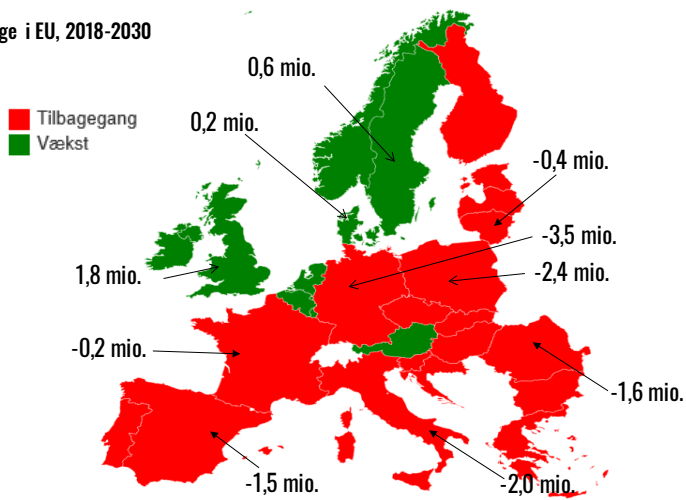 i EU, 2018-2030
Tilbagegang
Vækst
0,6 mio.
0,2 mio.
-0,4 mio.
-3,5 mio.
-2,4 mio.
1,8 mio.
-0,2 mio.
-1,6 mio.
-1,5 mio.
-2,0 mio.